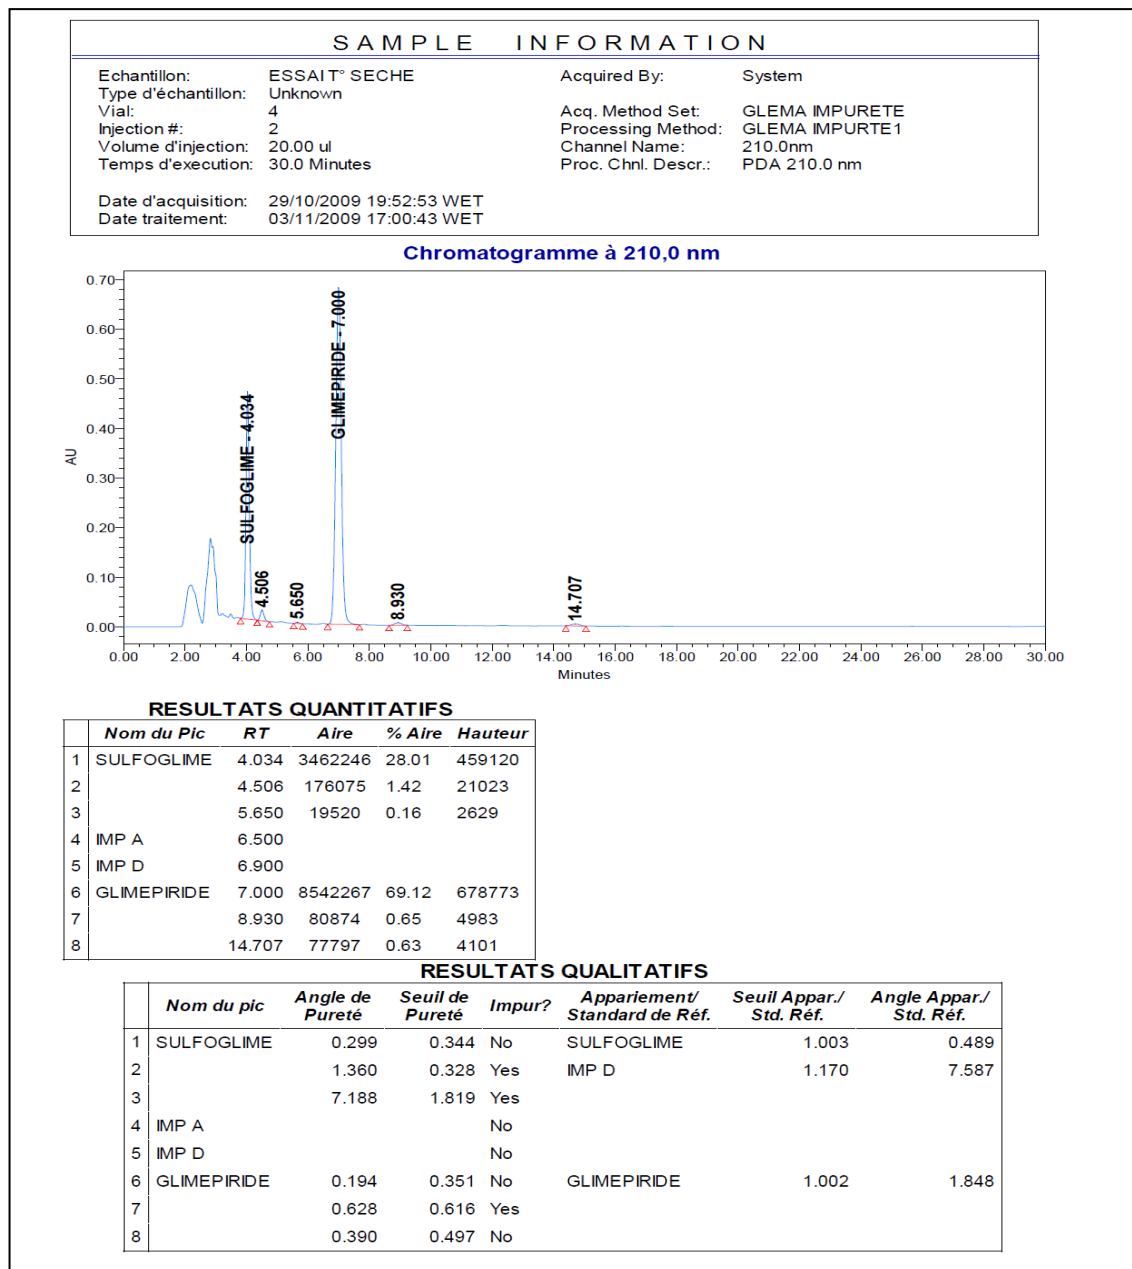 SAMPLE INFORMATION
Echantillon: ESSAI T° SECHE Acquired By: System
Type d'échantillon: Unknown
Vial: 4 Acq. Method Set: GLEMA IMPURETE
Injection #: 2 Processing Method: GLEMA IMPURTE1
Volume d'injection: 20.00 ul Channel Name: 210.0nm
Temps d'execution: 30.0 Minutes Proc. Chnl. Descr.: PDA 210.0 nm
Date d'acquisition: 29/10/2009 19:52:53 WET
Date traitement: 03/11/2009 17:00:43 WET
Chromatogramme à 210,0 nm
AU
0.70
0.60
0.50
0.40
0.30
0.20
0.10
0.00
SULFOGLIME - 4.034
4.506
5.650
GLIMEPIRIDE - 7.000
8.930
14.707
0.00 2.00 4.00 6.00 8.00 10.00 12.00 14.00 16.00 18.00 20.00 22.00 24.00 26.00 28.00 30.00
Minutes
RESULTATS QUANTITATIFS
Nom du Pic RT Aire % Aire Hauteur
1 SULFOGLIME 4.034 3462246 28.01 459120
2 4.506 176075 1.42 21023
3 5.650 19520 0.16 2629
4 IMP A 6.500
5 IMP D 6.900
6 GLIMEPIRIDE 7.000 8542267 69.12 678773
7 8.930 80874 0.65 4983
8 14.707 77797 0.63 4101
RESULTATS QUALITATIFS
Nom du pic Angle de Pureté Seuil de Pureté Impur? Appariement/ Standard de Réf. Seuil Appar./ Std. Réf. Angle Appar./ Std. Réf.
1 SULFOGLIME 0.299 0.344 No SULFOGLIME 1.003 0.489
2 1.360 0.328 Yes IMP D 1.170 7.587
3 7.188 1.819 Yes
4 IMP A No
5 IMP D No
6 GLIMEPIRIDE 0.194 0.351 No GLIMEPIRIDE 1.002 1.848
7 0.628 0.616 Yes
8 0.390 0.497 No